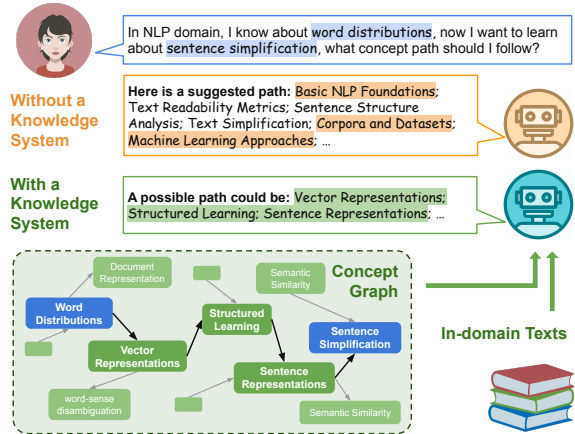 In NLP domain, I know about word distributions, now I want to learn
about sentence simplification, what concept path should I follow?
Without a
Knowledge
System
Here is a suggested path: Basic NLP Foundations;
Text Readability Metrics; Sentence Structure
Analysis; Text Simplification; Corpora and Datasets;
Machine Learning Approaches; …
With a
Knowledge
System
A possible path could be: Vector Representations;
Structured Learning; Sentence Representations; …
Concept
Graph
Document
Representation
Semantic
Similarity
Word
Distributions
Structured
Learning
Sentence
Simplification
Vector
Representations
Sentence
Representations
word-sense
disambiguation
Semantic Similarity
In-domain Texts